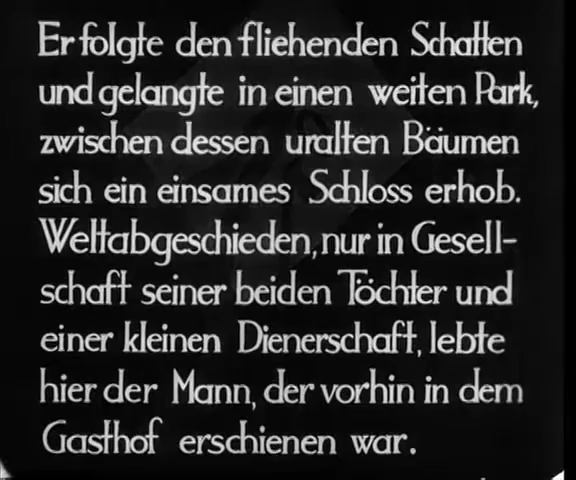 Er folgte den fliehenden Schatten
und gelangte in einen weiten Park,
zwischen dessen uralten Bäumen
sich ein einsames Schloss erhob.
Weltabgeschieden, nur in Gesell-
schaft seiner beiden Töchter und
einer kleinen Dienerschaft, lebte
hier der Mann, der vorhin in dem
Gasthof erschienen war.